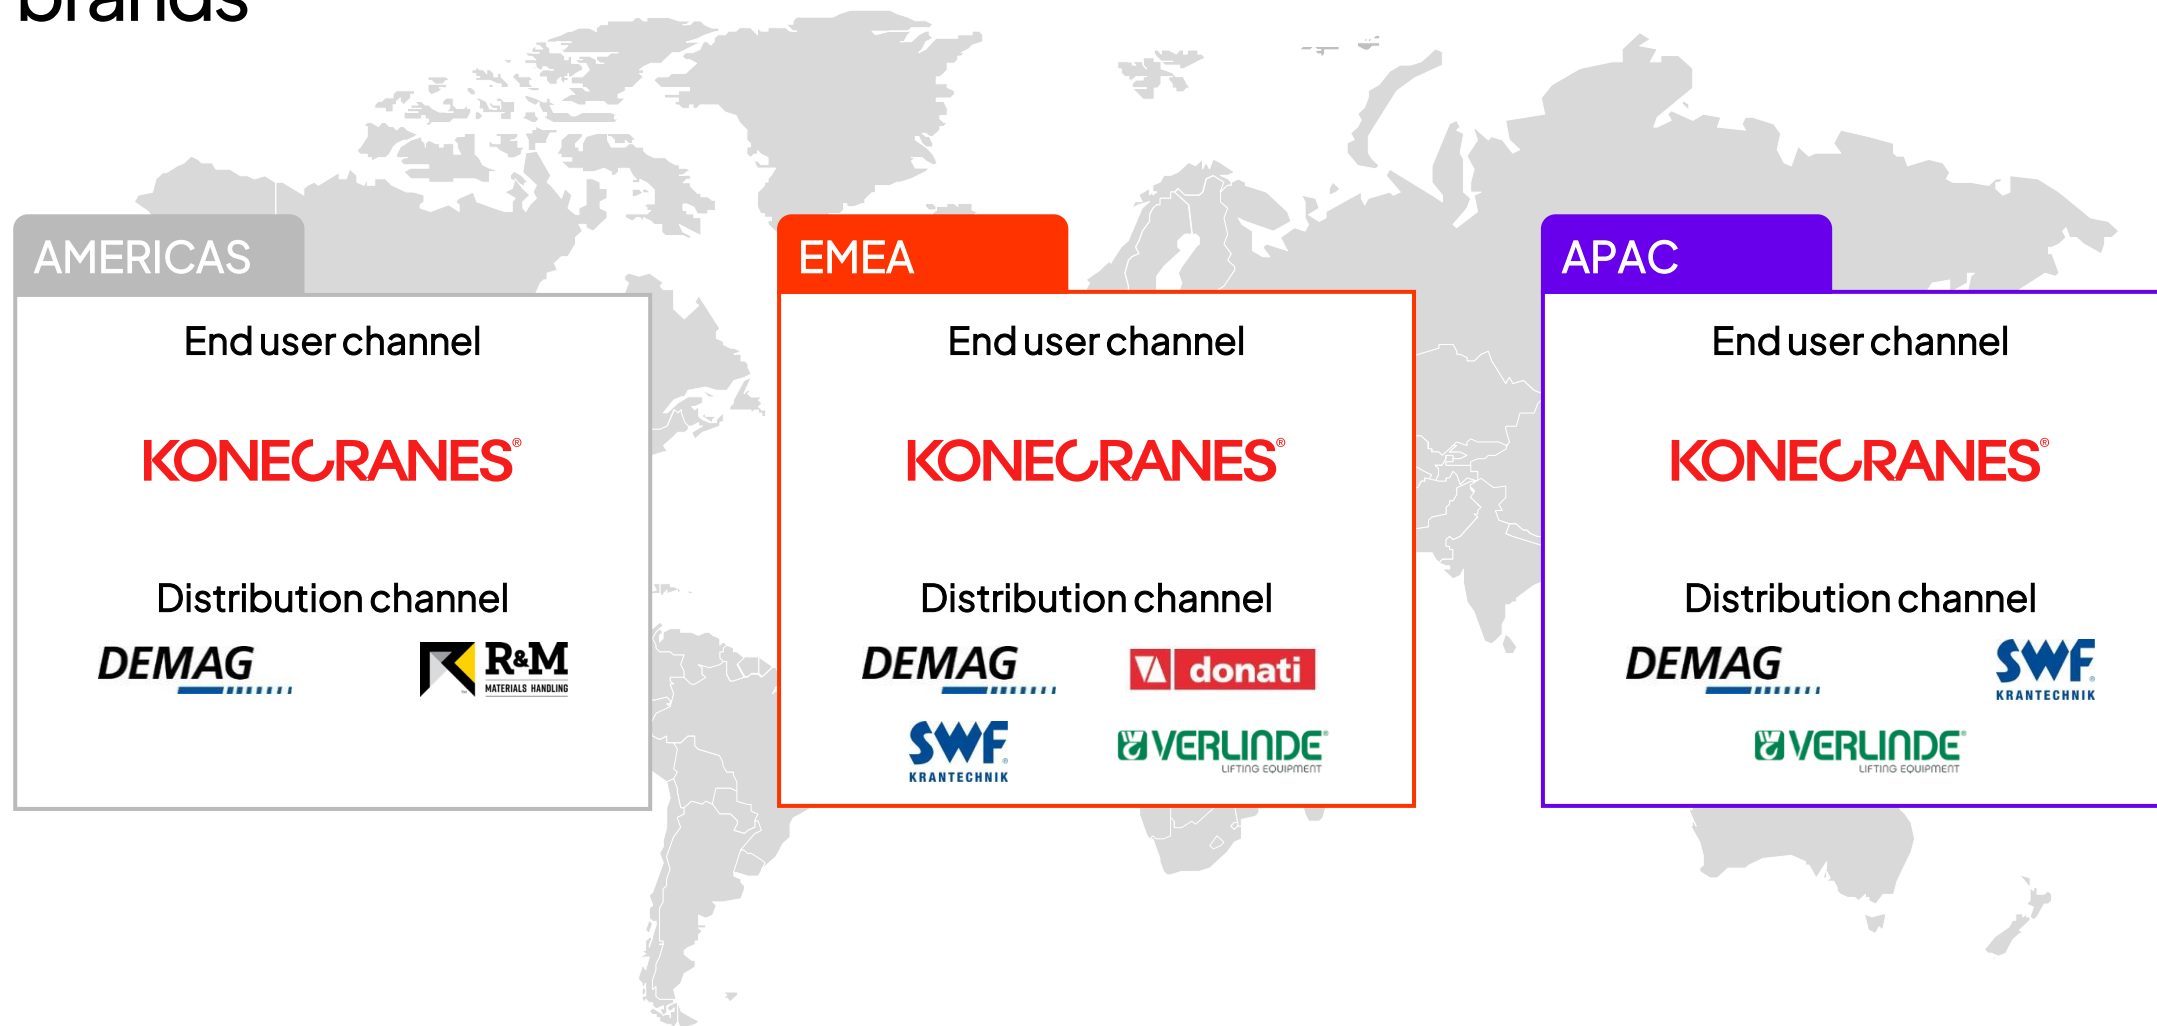 brands
AMERICAS
End user channel
KONECRANES®
Distribution channel
DEMAG
R&M
MATERIALS HANDLING
EMEA
End user channel
KONECRANES®
Distribution channel
DEMAG
donati
SWF
KRANTECHNIK
VERLINDE®
LIFTING EQUIPMENT
APAC
End user channel
KONECRANES®
Distribution channel
DEMAG
SWF
KRANTECHNIK
VERLINDE®
LIFTING EQUIPMENT